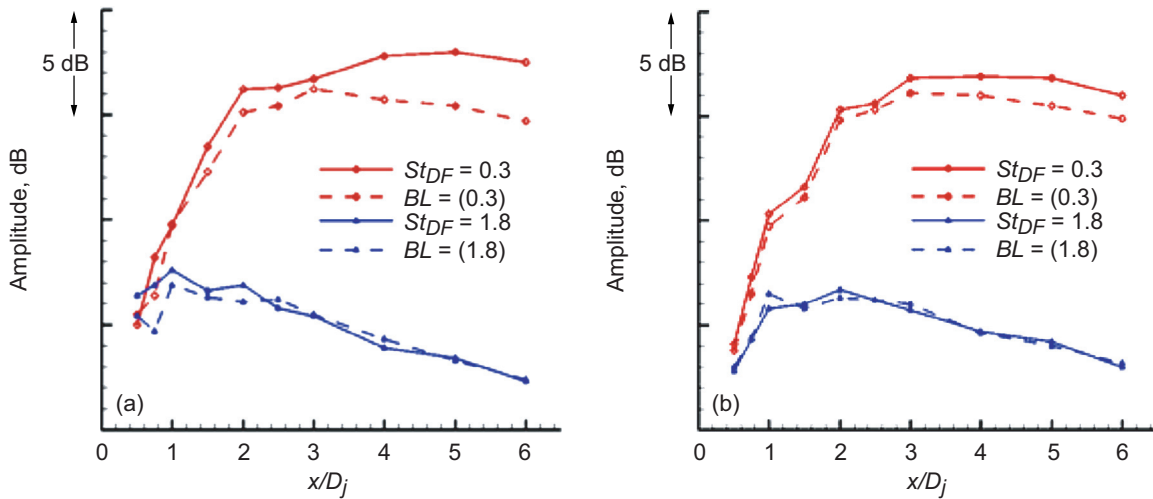 5 dB
Amplitude, dB
St_DF = 0.3
BL = (0.3)
St_DF = 1.8
BL = (1.8)
(a)
0 1 2 3 4 5 6
x/D_j
5 dB
Amplitude, dB
St_DF = 0.3
BL = (0.3)
St_DF = 1.8
BL = (1.8)
(b)
0 1 2 3 4 5 6
x/D_j